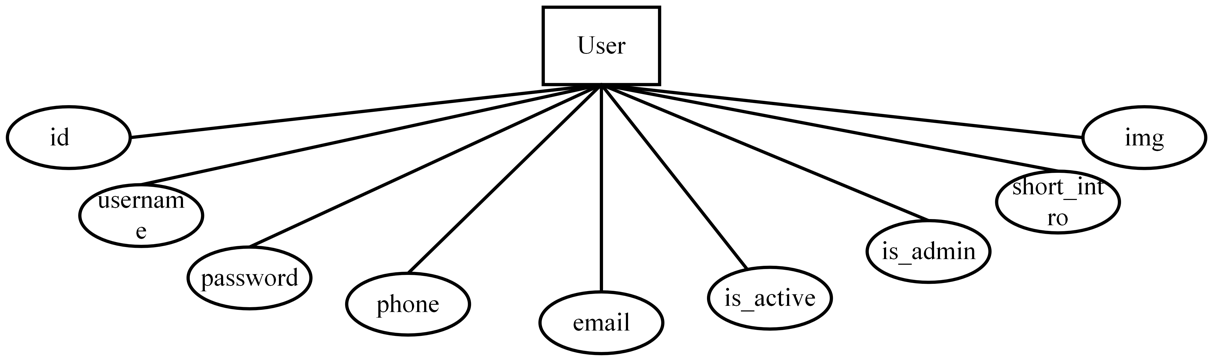 User
id
usernam
e
password
phone
email
is_active
is_admin
short_int
ro
img